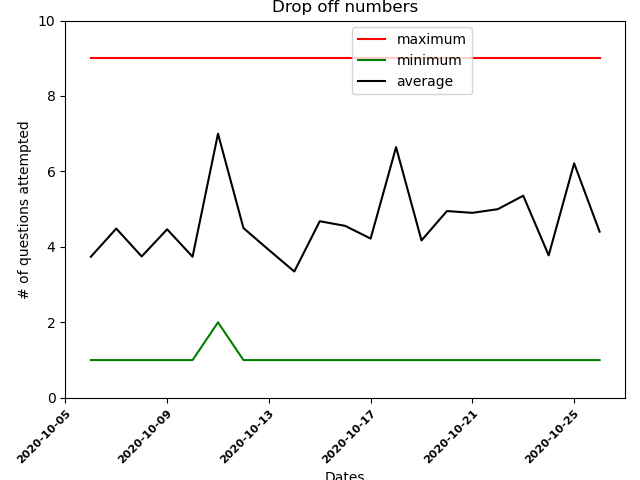 Drop off numbers
maximum
minimum
average
# of questions attempted
10
8
6
4
2
0
2020-10-05
2020-10-09
2020-10-13
2020-10-17
2020-10-21
2020-10-25
Dates